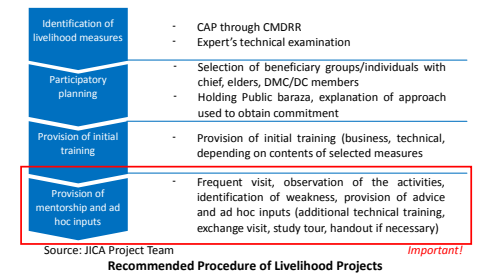 Identification of
livelihood measures
- CAP through CMDRR
- Expert's technical examination
Participatory
planning
- Selection of beneficiary groups/individuals with
chief, elders, DMC/DC members
- Holding Public baraza, explanation of approach
used to obtain commitment
Provision of initial
training
- Provision of initial training (business, technical,
depending on contents of selected measures
Provision of
mentorship and ad
hoc inputs
- Frequent visit, observation of the activities,
identification of weakness, provision of advice
and ad hoc inputs (additional technical training,
exchange visit, study tour, handout if necessary)
Source: JICA Project Team
Important!
Recommended Procedure of Livelihood Projects